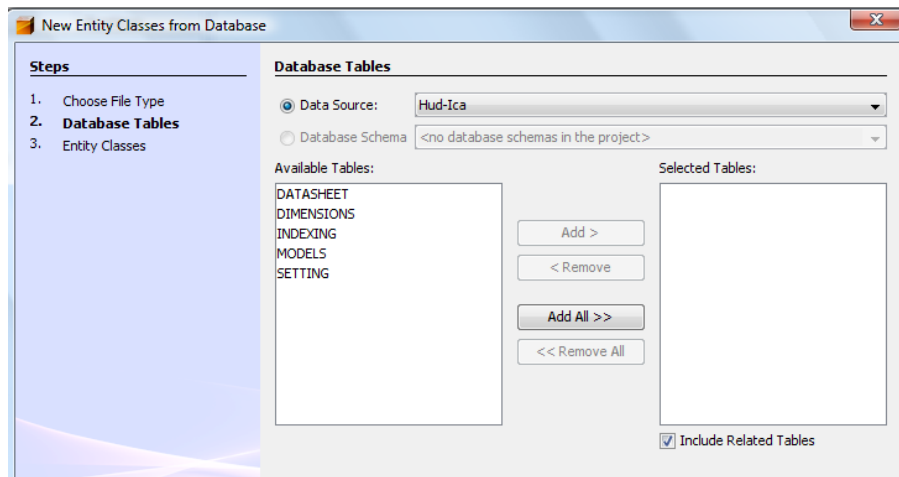 New Entity Classes from Database
Steps
1. Choose File Type
2. Database Tables
3. Entity Classes
Database Tables
Data Source: Hud-Ica
Database Schema <no database schemas in the project>
Available Tables:
DATASHEET
DIMENSIONS
INDEXING
MODELS
SETTING
Add >
< Remove
Add All >>
<< Remove All
Selected Tables:
Include Related Tables